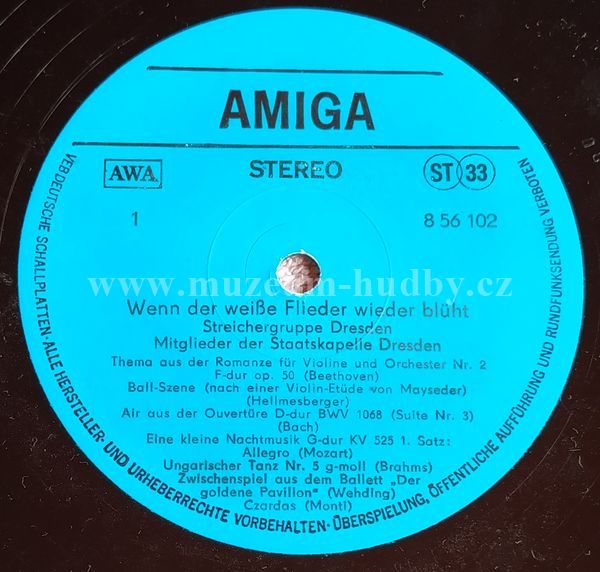 AMIGA
AWA
STEREO
ST 33
1
8 56 102
www.muzeum-hudby.cz
Wenn der weiße Flieder wieder blüht
Streichergruppe Dresden
Mitglieder der Staatskapelle Dresden
Thema aus der Romanze für Violine und Orchester Nr. 2
F-dur op. 50 (Beethoven)
Ball-Szene (nach einer Violin-Etüde von Mayseder)
(Hellmesberger)
Air aus der Ouvertüre D-dur BWV 1068 (Suite Nr. 3)
(Bach)
Eine kleine Nachtmusik G-dur KV 525 1. Satz:
Allegro (Mozart)
Ungarischer Tanz Nr. 5 g-moll (Brahms)
Zwischenspiel aus dem Ballett „Der
goldene Pavillon" (Wehding)
Czardas (Monti)
VEB DEUTSCHE SCHALLPLATTEN · ALLE HERSTELLER- UND URHEBERRECHTE VORBEHALTEN · ÜBERSPIELUNG, ÖFFENTLICHE AUFFÜHRUNG UND RUNDFUNKSENDUNG VERBOTEN